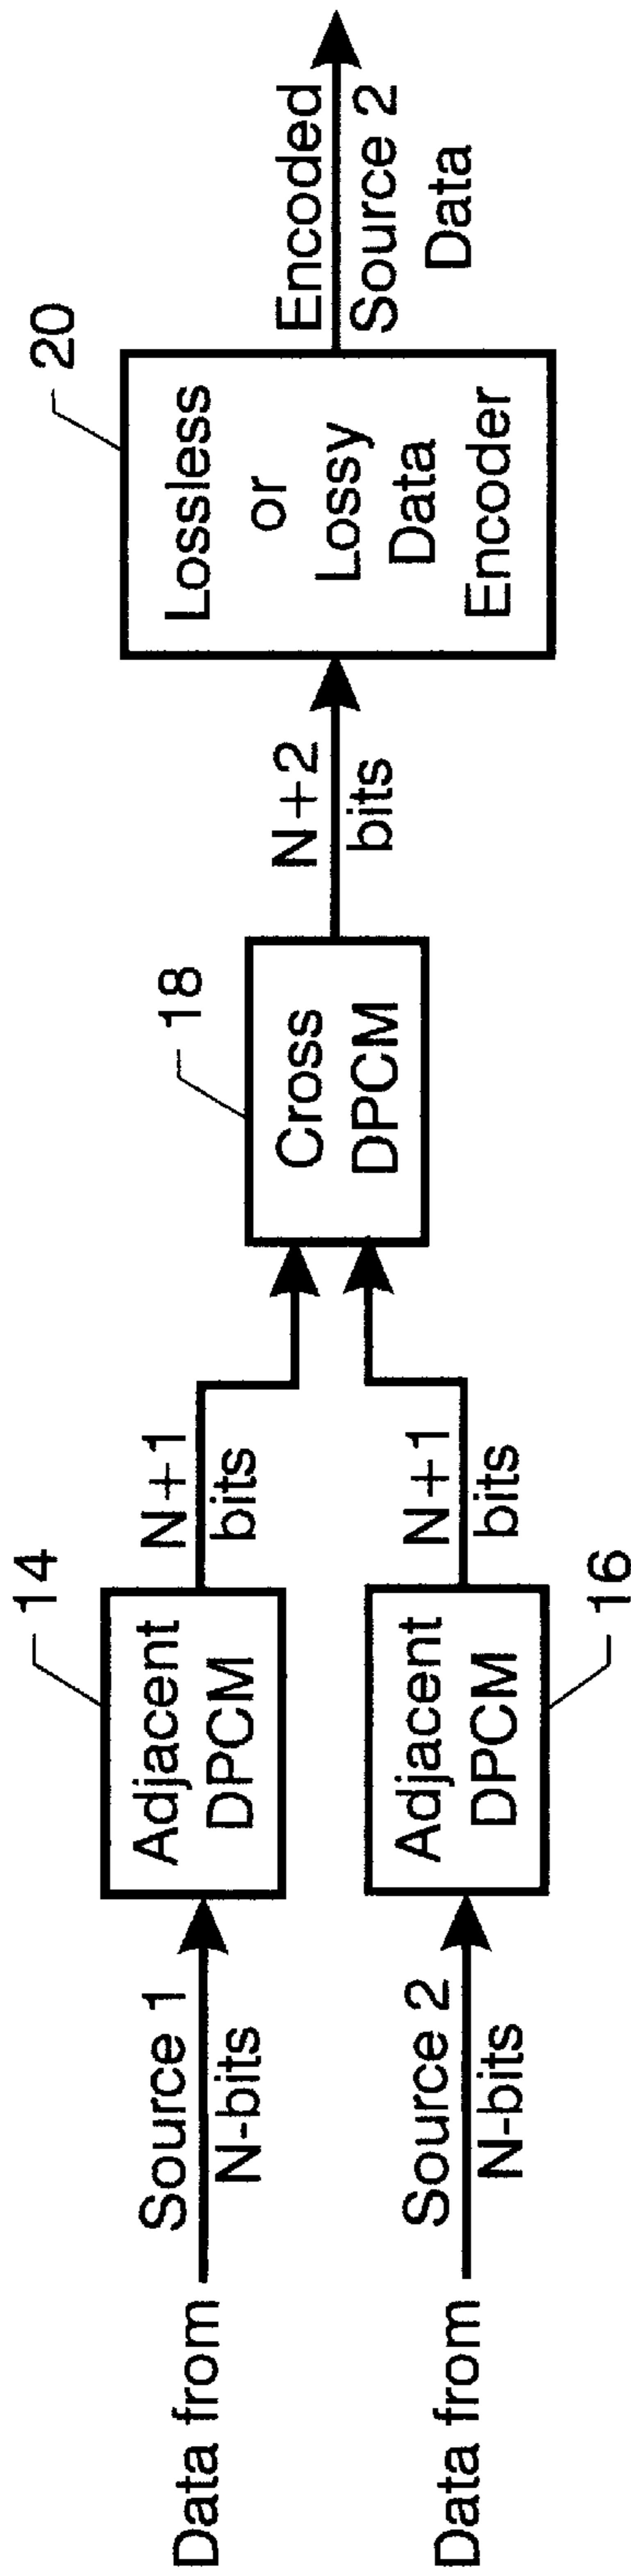 Data from
Source 1
N-bits
14
Adjacent
DPCM
N+1
bits
Data from
Source 2
N-bits
Adjacent
DPCM
16
N+1
bits
18
Cross
DPCM
N+2
bits
20
Lossless
or
Lossy
Data
Encoder
Encoded
Source 2
Data